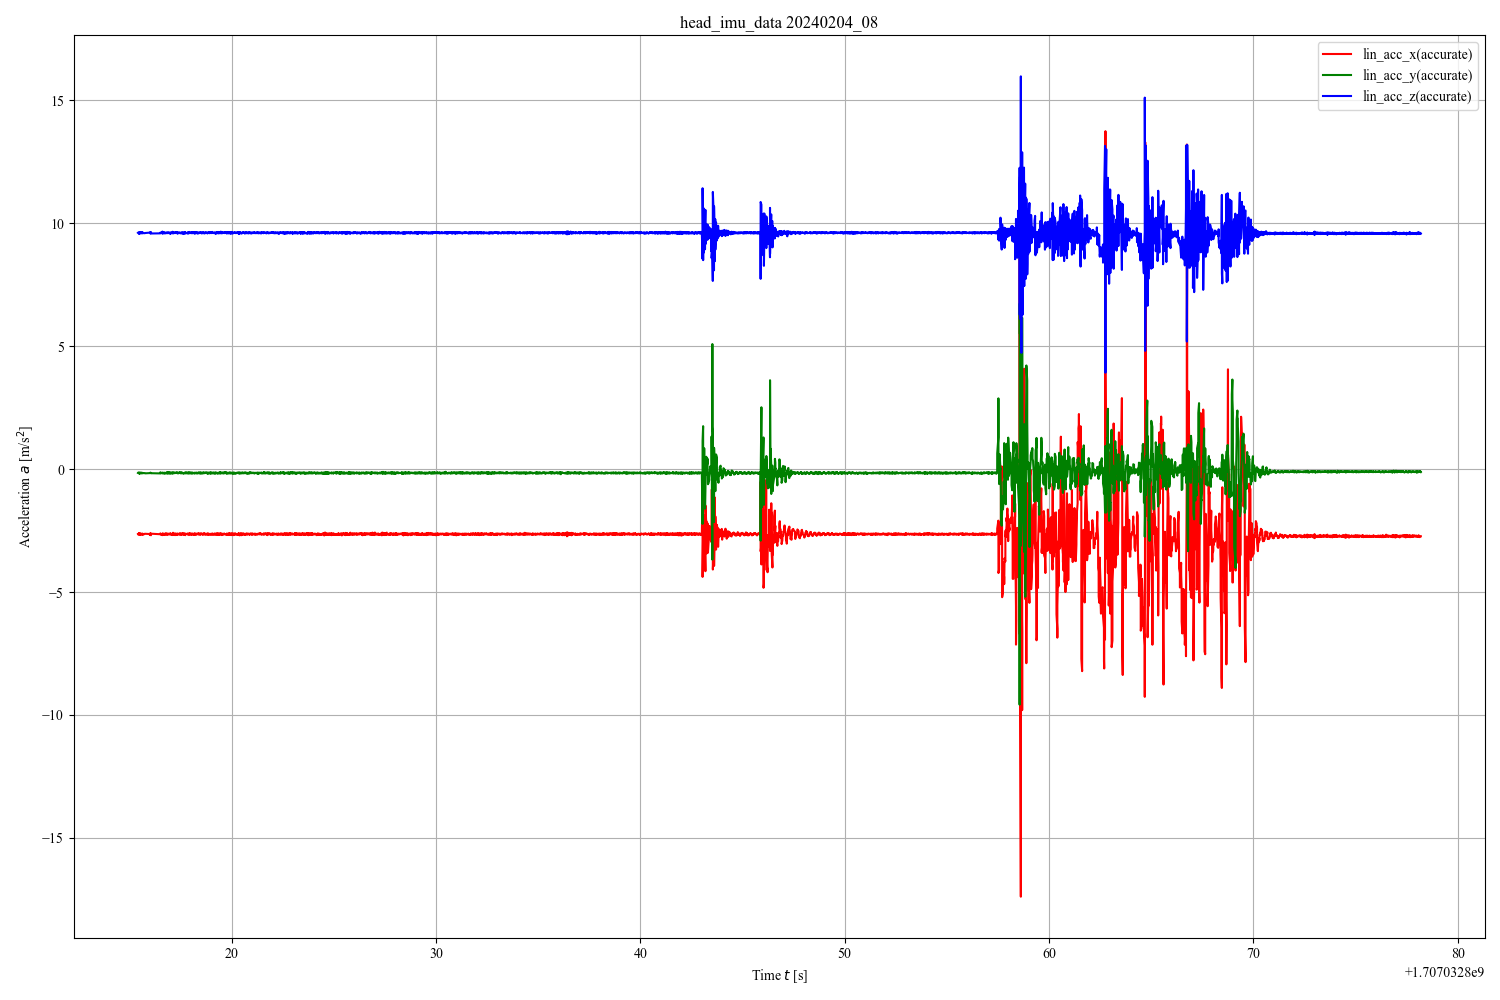 head_imu_data 20240204_08
lin_acc_x(accurate)
lin_acc_y(accurate)
lin_acc_z(accurate)
15
10
5
0
−5
−10
−15
Acceleration a [m/s²]
20
30
40
50
60
70
80
Time t [s]
+1.7070328e9